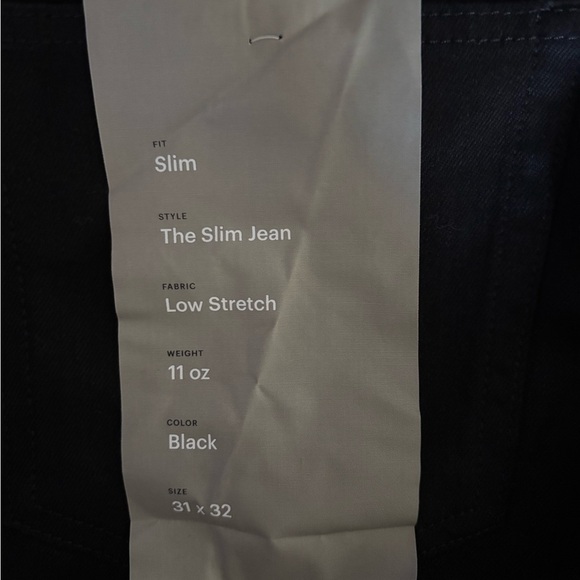 FIT
Slim
STYLE
The Slim Jean
FABRIC
Low Stretch
WEIGHT
11 oz
COLOR
Black
SIZE
31 x 32